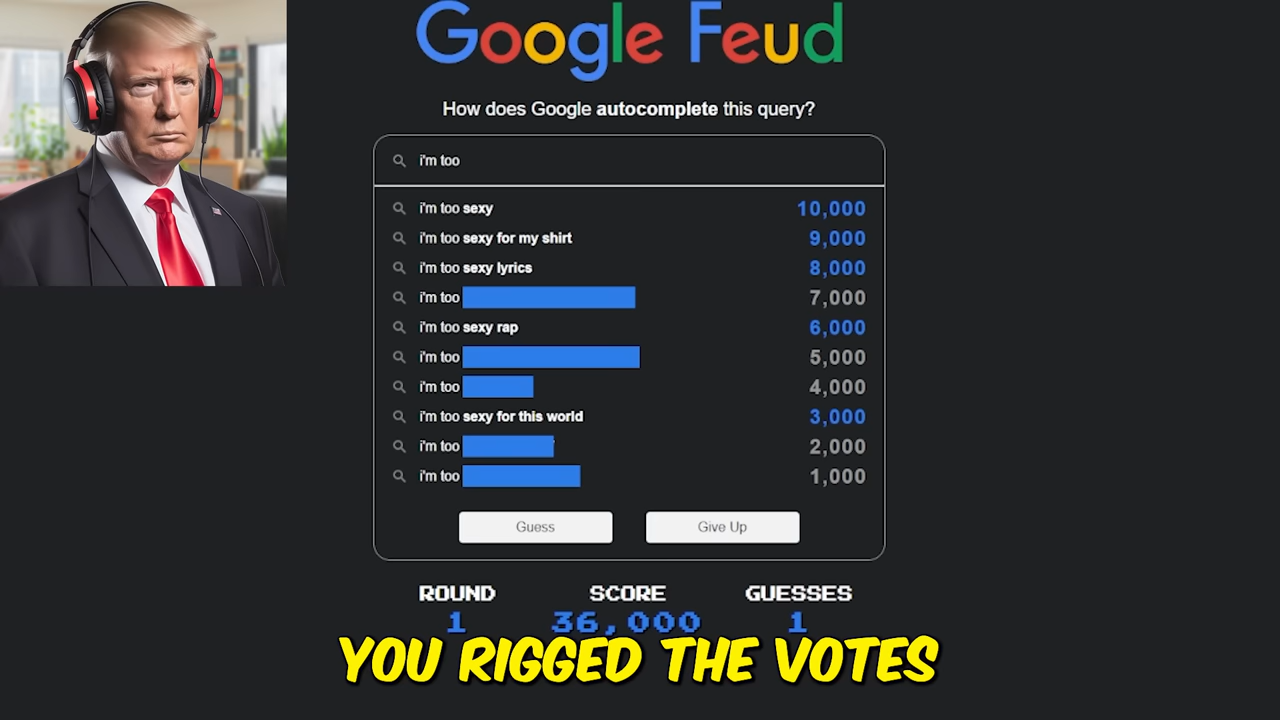 Google Feud
How does Google autocomplete this query?
i'm too
i'm too sexy 10,000
i'm too sexy for my shirt 9,000
i'm too sexy lyrics 8,000
i'm too 7,000
i'm too sexy rap 6,000
i'm too 5,000
i'm too 4,000
i'm too sexy for this world 3,000
i'm too 2,000
i'm too 1,000
Guess Give Up
ROUND SCORE GUESSES
1 36,000 1
YOU RIGGED THE VOTES